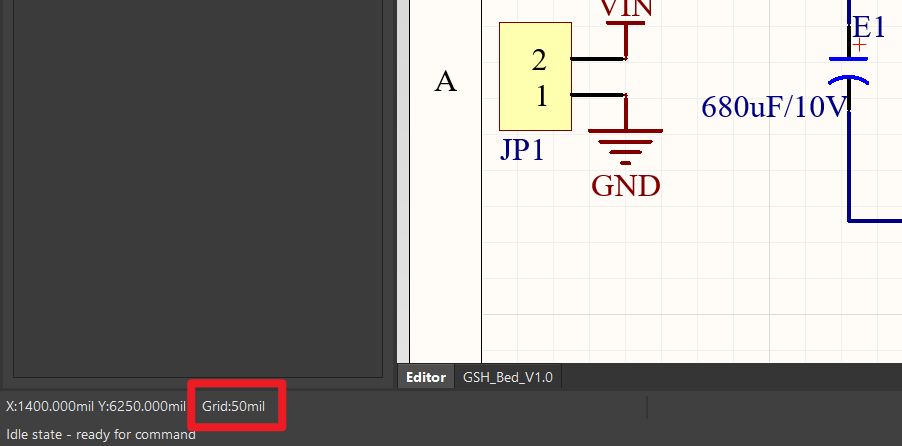 VIN
E1
2
A
1
680uF/10V
JP1
GND
Editor GSH_Bed_V1.0
X:1400.000mil Y:6250.000mil Grid:50mil
Idle state - ready for command